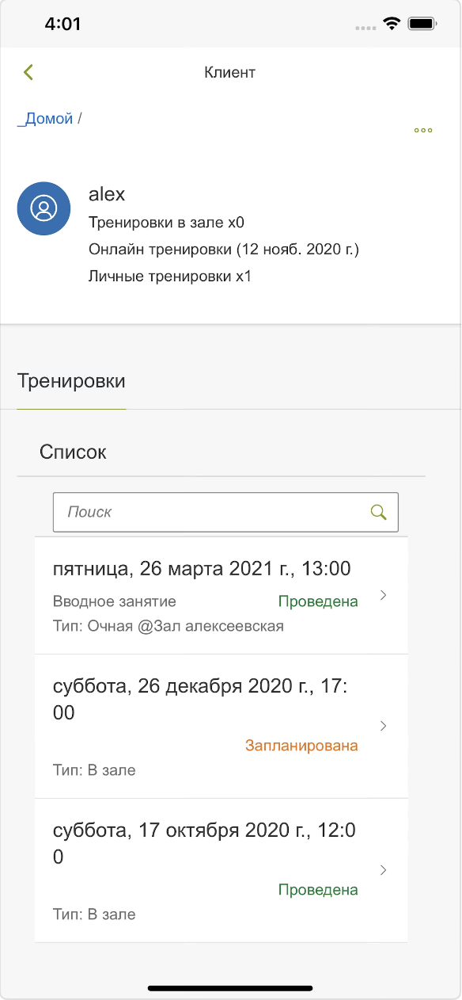 4:01
Клиент
_Домой /
alex
Тренировки в зале x0
Онлайн тренировки (12 нояб. 2020 г.)
Личные тренировки x1
Тренировки
Список
Поиск
пятница, 26 марта 2021 г., 13:00
Вводное занятие Проведена
Тип: Очная @Зал алексеевская
суббота, 26 декабря 2020 г., 17:
00
Запланирована
Тип: В зале
суббота, 17 октября 2020 г., 12:0
0
Проведена
Тип: В зале